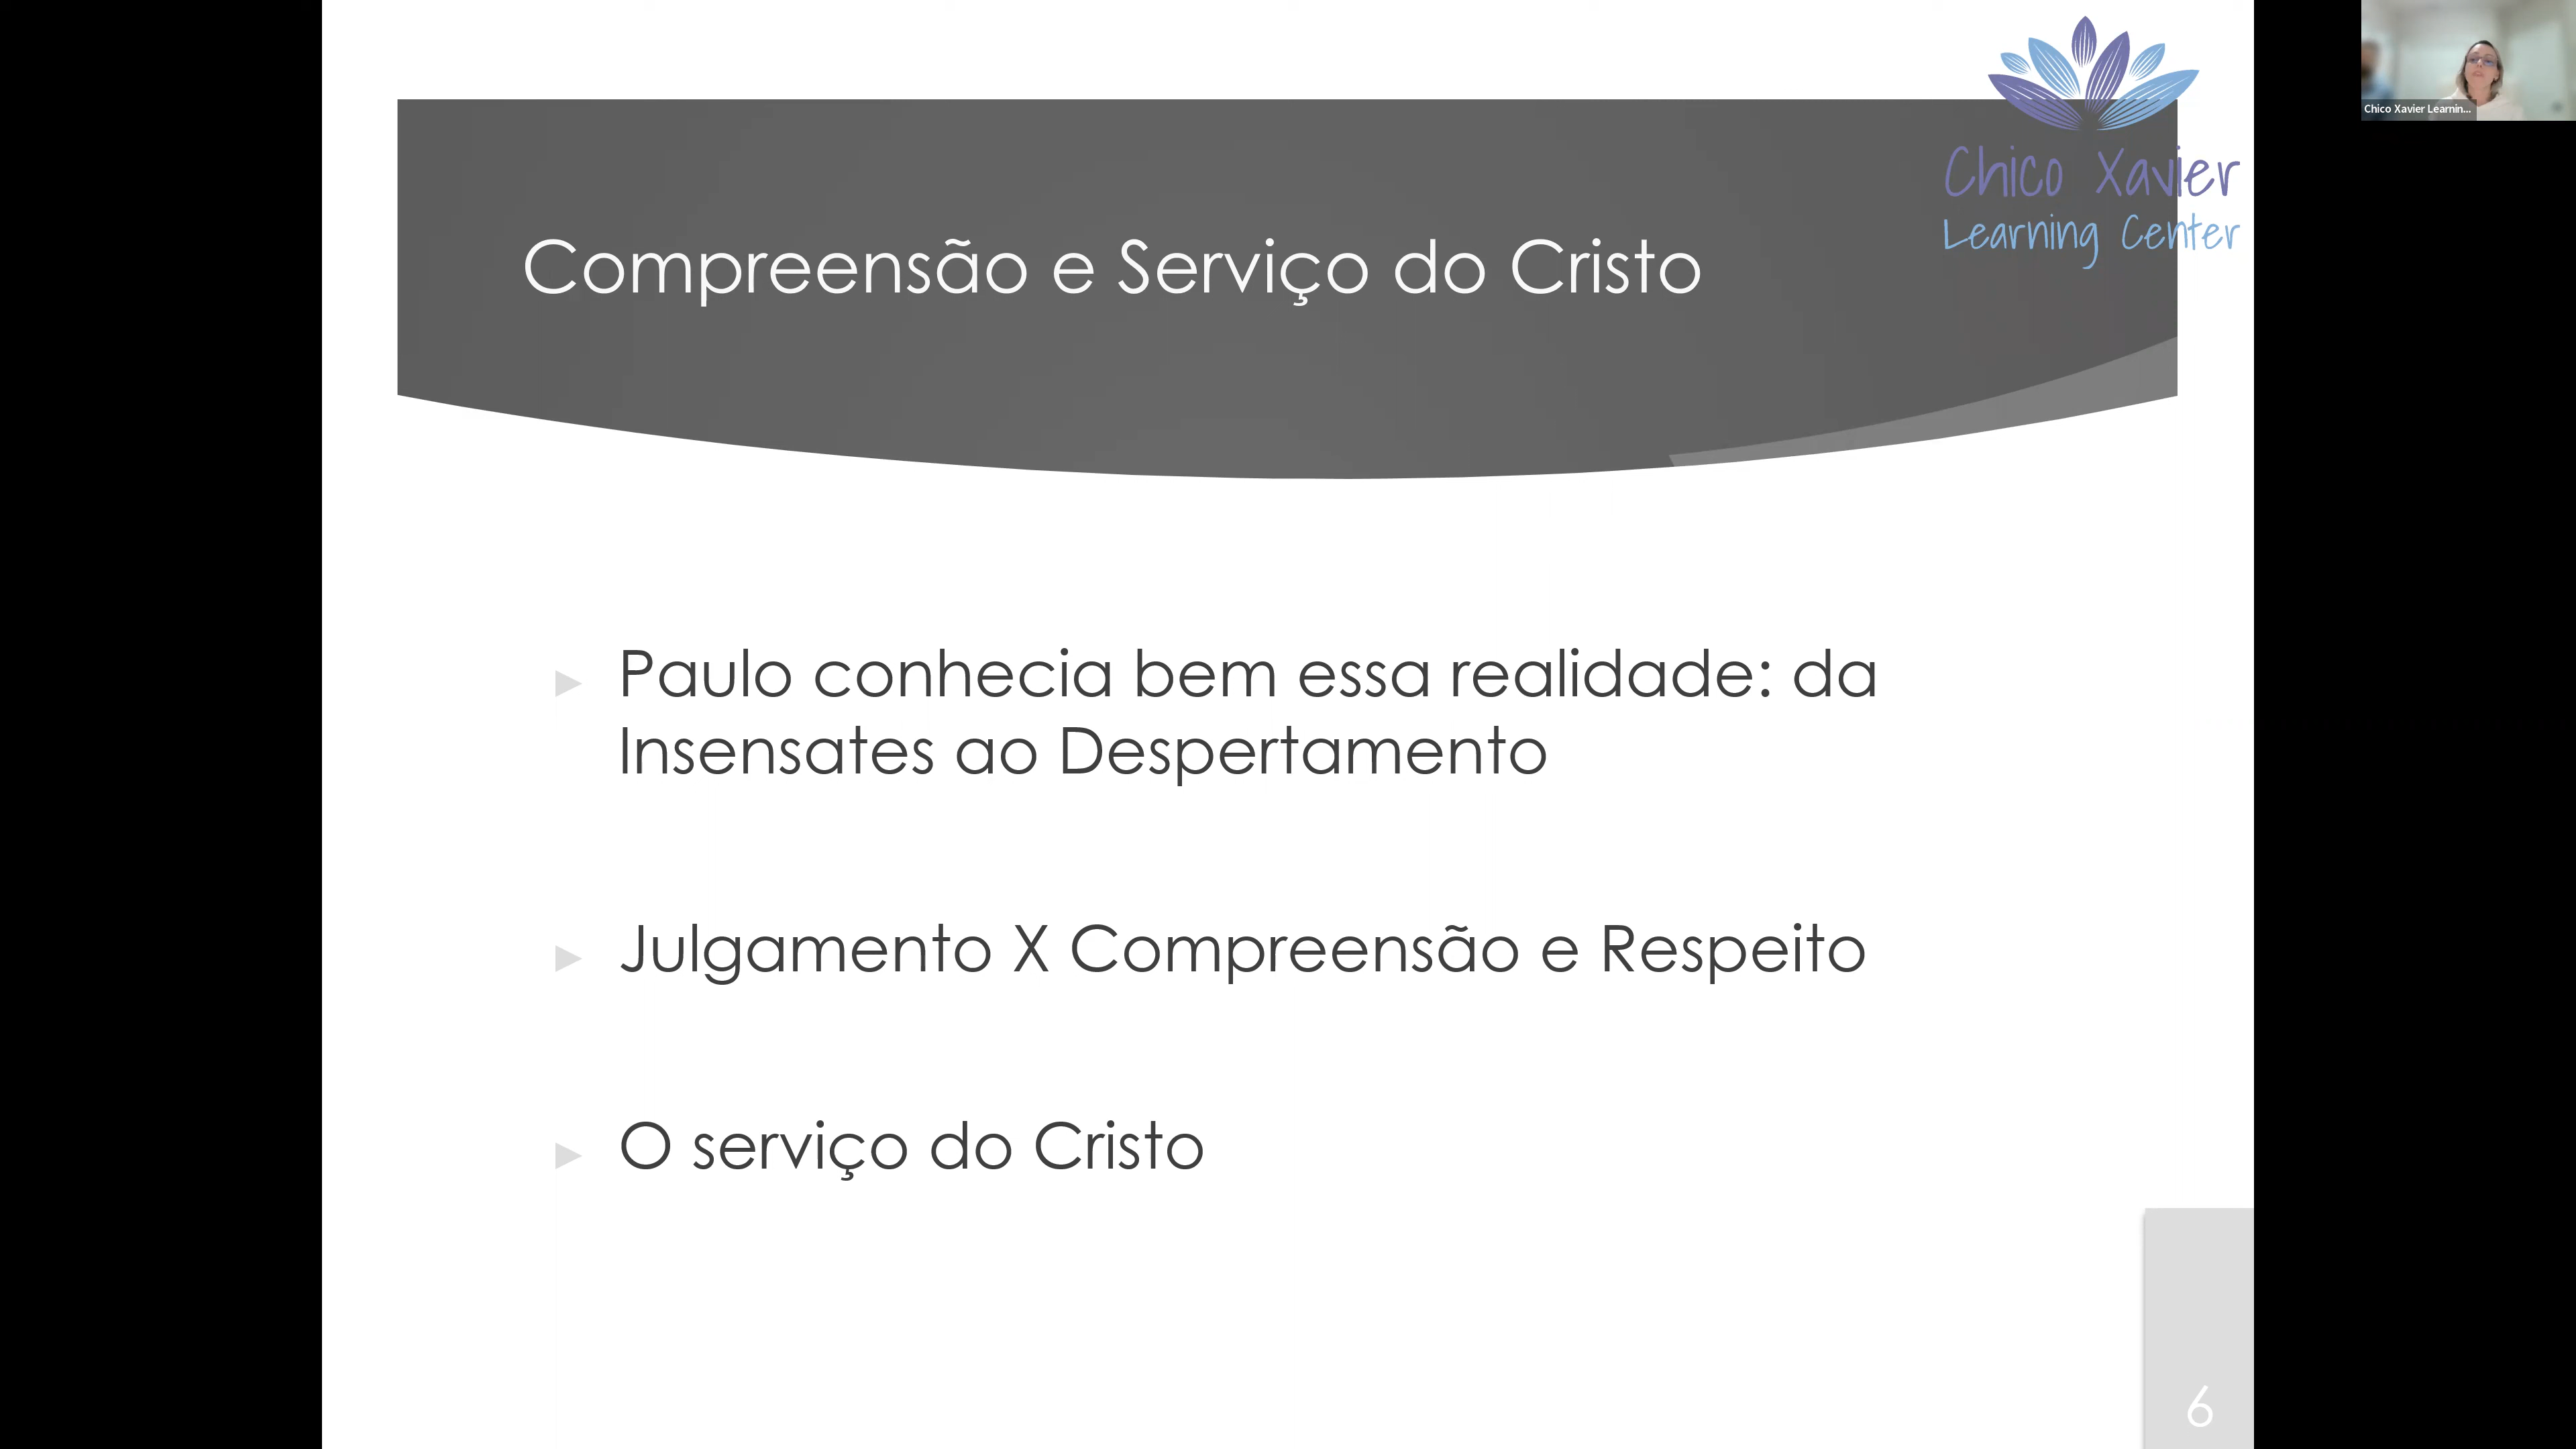 Chico Xavier
Learning Center
Chico Xavier Learnin...
Compreensão e Serviço do Cristo
Paulo conhecia bem essa realidade: da
Insensates ao Despertamento
Julgamento X Compreensão e Respeito
O serviço do Cristo
6